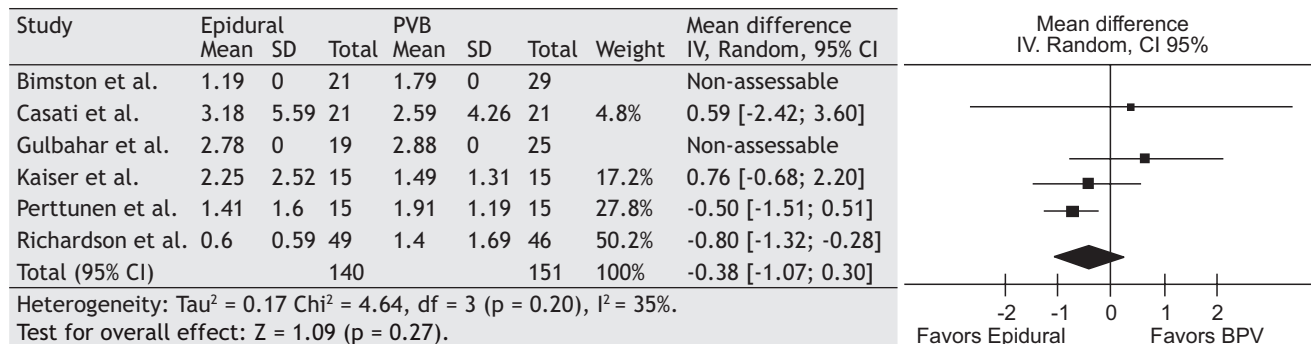 Study Epidural PVB Mean difference Mean difference
Mean SD Total Mean SD Total Weight IV, Random, 95% CI IV. Random, CI 95%
Bimston et al. 1.19 0 21 1.79 0 29 Non-assessable
Casati et al. 3.18 5.59 21 2.59 4.26 21 4.8% 0.59 [-2.42; 3.60]
Gulbahar et al. 2.78 0 19 2.88 0 25 Non-assessable
Kaiser et al. 2.25 2.52 15 1.49 1.31 15 17.2% 0.76 [-0.68; 2.20]
Perttunen et al. 1.41 1.6 15 1.91 1.19 15 27.8% -0.50 [-1.51; 0.51]
Richardson et al. 0.6 0.59 49 1.4 1.69 46 50.2% -0.80 [-1.32; -0.28]
Total (95% CI) 140 151 100% -0.38 [-1.07; 0.30]
Heterogeneity: Tau² = 0.17 Chi² = 4.64, df = 3 (p = 0.20), I² = 35%.
Test for overall effect: Z = 1.09 (p = 0.27).
-2 -1 0 1 2
Favors Epidural Favors BPV